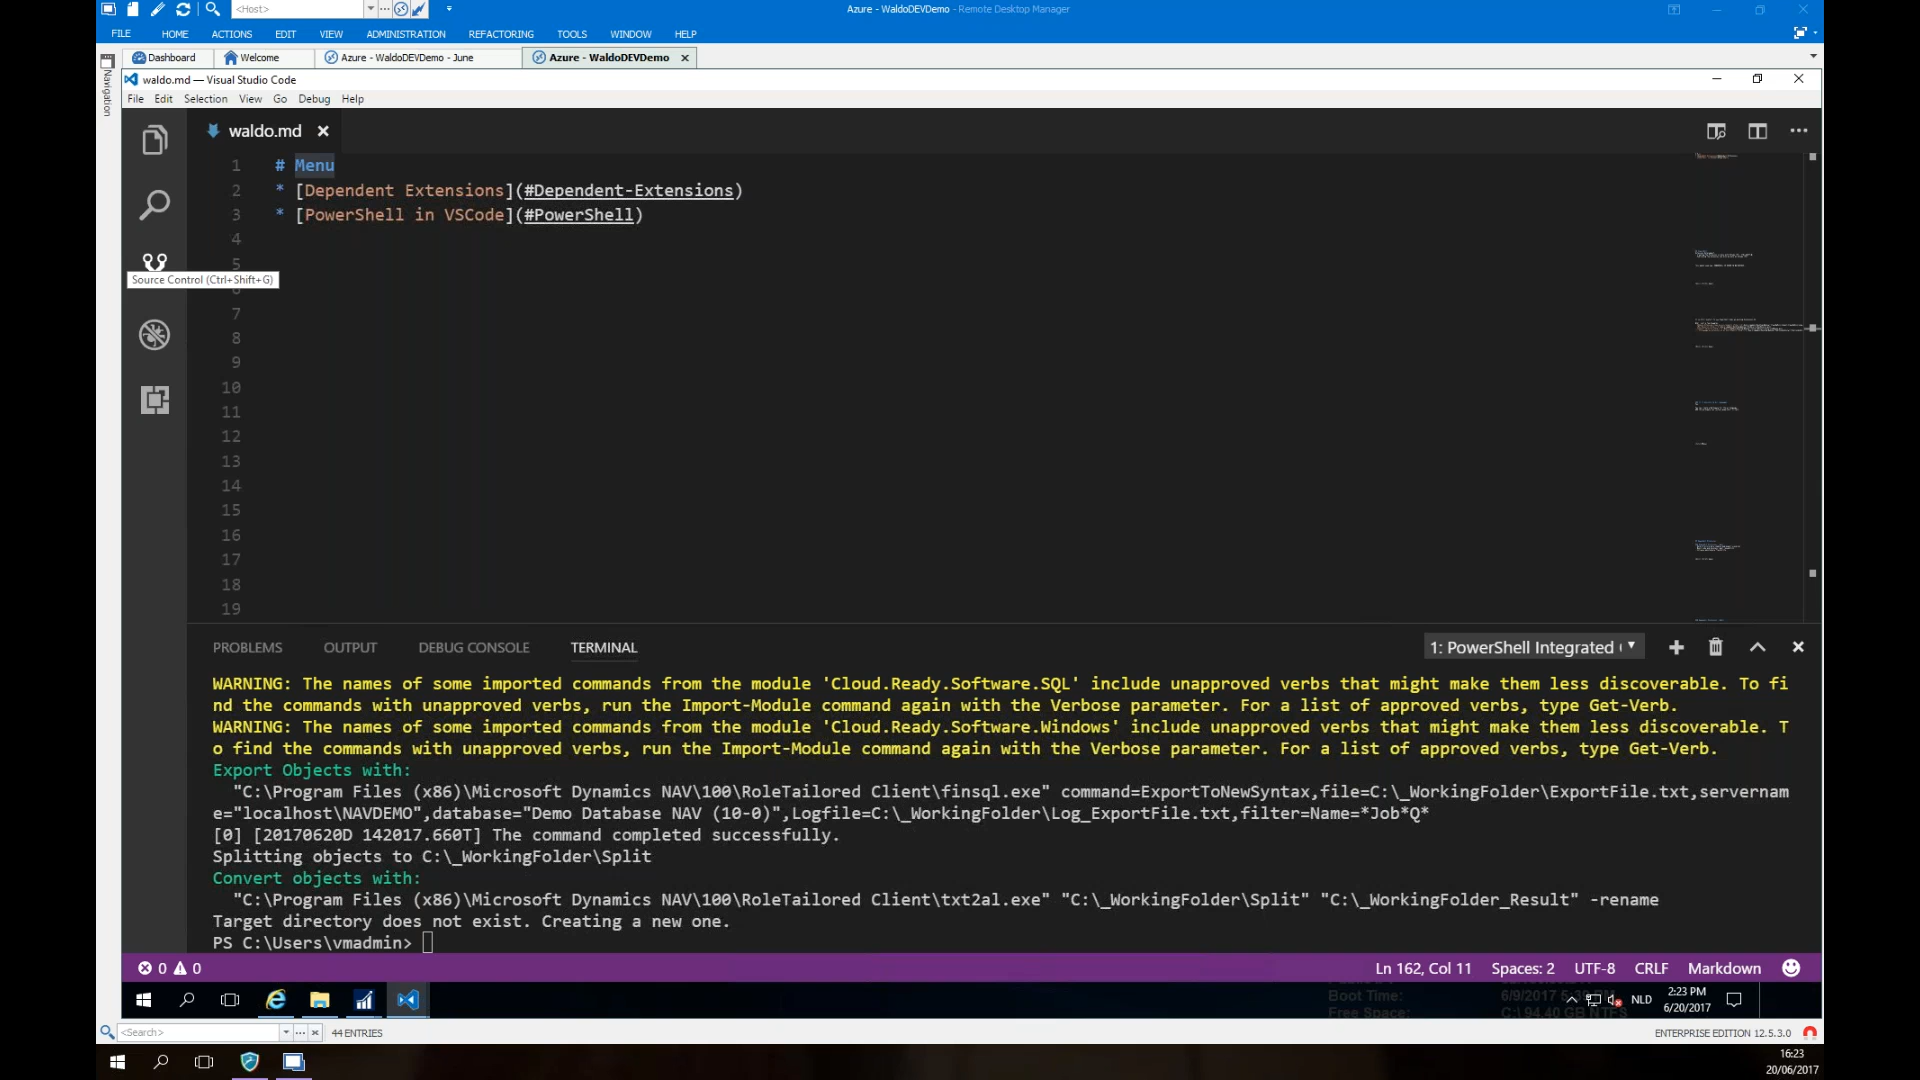 <Host>
Azure - WaldoDEVDemo - Remote Desktop Manager
FILE HOME ACTIONS EDIT VIEW ADMINISTRATION REFACTORING TOOLS WINDOW HELP
Dashboard Welcome Azure - WaldoDEVDemo - June Azure - WaldoDEVDemo
Navigation
waldo.md — Visual Studio Code
File Edit Selection View Go Debug Help
waldo.md
1 # Menu
2 * [Dependent Extensions](#Dependent-Extensions)
3 * [PowerShell in VSCode](#PowerShell)
4
5
Source Control (Ctrl+Shift+G)
7
8
9
10
11
12
13
14
15
16
17
18
19
PROBLEMS OUTPUT DEBUG CONSOLE TERMINAL 1: PowerShell Integrated (
WARNING: The names of some imported commands from the module 'Cloud.Ready.Software.SQL' include unapproved verbs that might make them less discoverable. To fi
nd the commands with unapproved verbs, run the Import-Module command again with the Verbose parameter. For a list of approved verbs, type Get-Verb.
WARNING: The names of some imported commands from the module 'Cloud.Ready.Software.Windows' include unapproved verbs that might make them less discoverable. T
o find the commands with unapproved verbs, run the Import-Module command again with the Verbose parameter. For a list of approved verbs, type Get-Verb.
Export Objects with:
"C:\Program Files (x86)\Microsoft Dynamics NAV\100\RoleTailored Client\finsql.exe" command=ExportToNewSyntax,file=C:\_WorkingFolder\ExportFile.txt,servernam
e="localhost\NAVDEMO",database="Demo Database NAV (10-0)",Logfile=C:\_WorkingFolder\Log_ExportFile.txt,filter=Name=*Job*Q*
[0] [20170620D 142017.660T] The command completed successfully.
Splitting objects to C:\_WorkingFolder\Split
Convert objects with:
"C:\Program Files (x86)\Microsoft Dynamics NAV\100\RoleTailored Client\txt2al.exe" "C:\_WorkingFolder\Split" "C:\_WorkingFolder_Result" -rename
Target directory does not exist. Creating a new one.
PS C:\Users\vmadmin>
0 0 Ln 162, Col 11 Spaces: 2 UTF-8 CRLF Markdown
Boot Time: 6/9/2017
Free Space: C:\ 94.40 GB NTFS
NLD 2:23 PM
6/20/2017
<Search> 44 ENTRIES ENTERPRISE EDITION 12.5.3.0
16:23
20/06/2017